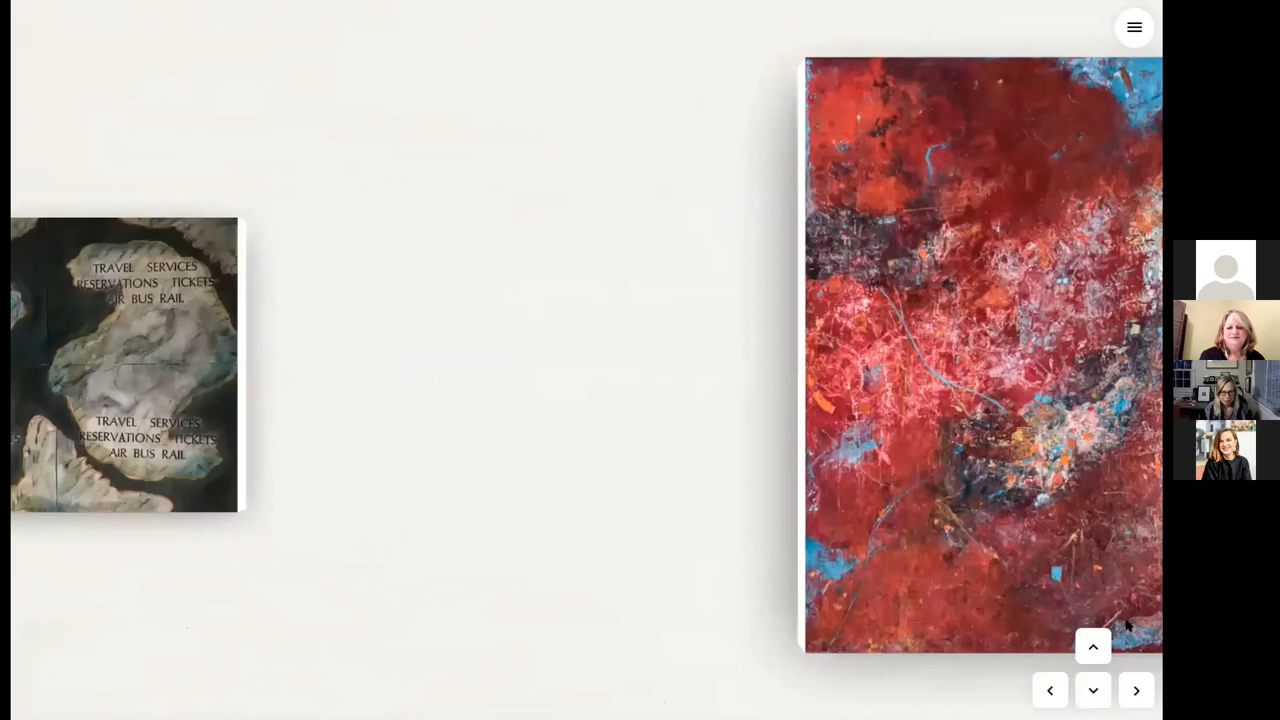 TRAVEL SERVICES
RESERVATIONS TICKETS
AIR BUS RAIL
TRAVEL SERVICES
RESERVATIONS TICKETS
AIR BUS RAIL